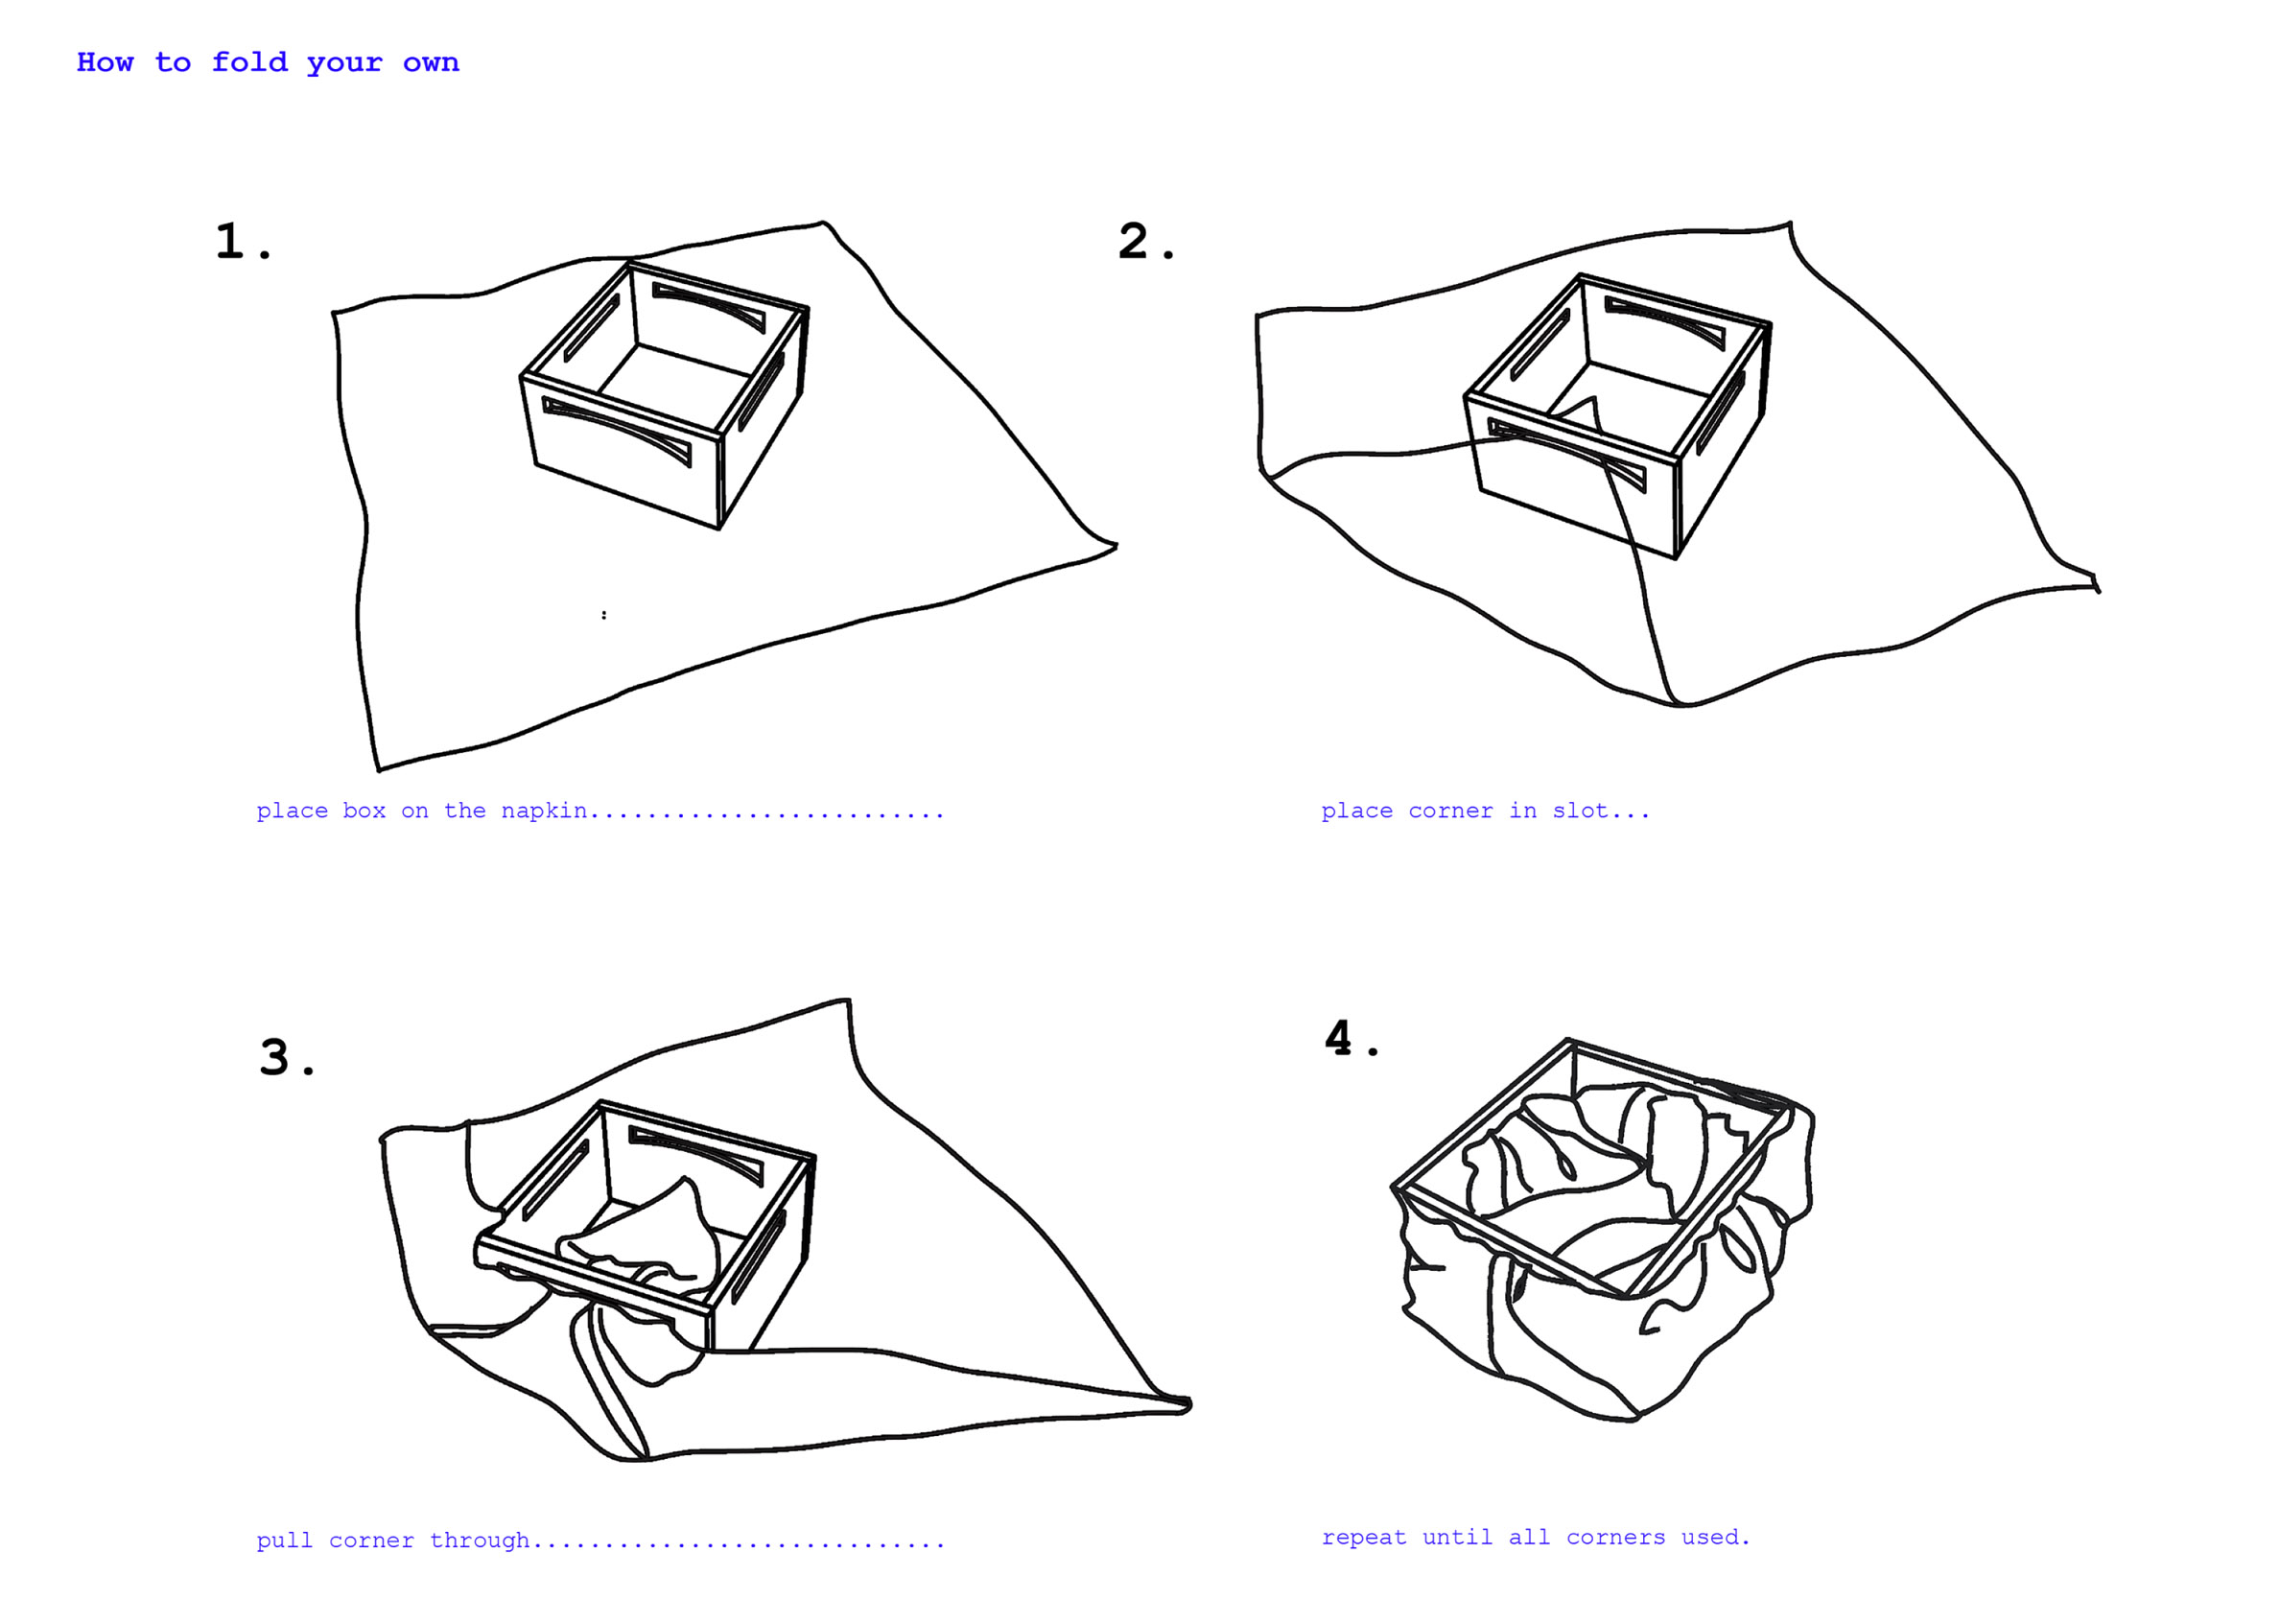 How to fold your own
1.
2.
place box on the napkin.........................
place corner in slot...
3.
4.
pull corner through.............................
repeat until all corners used.